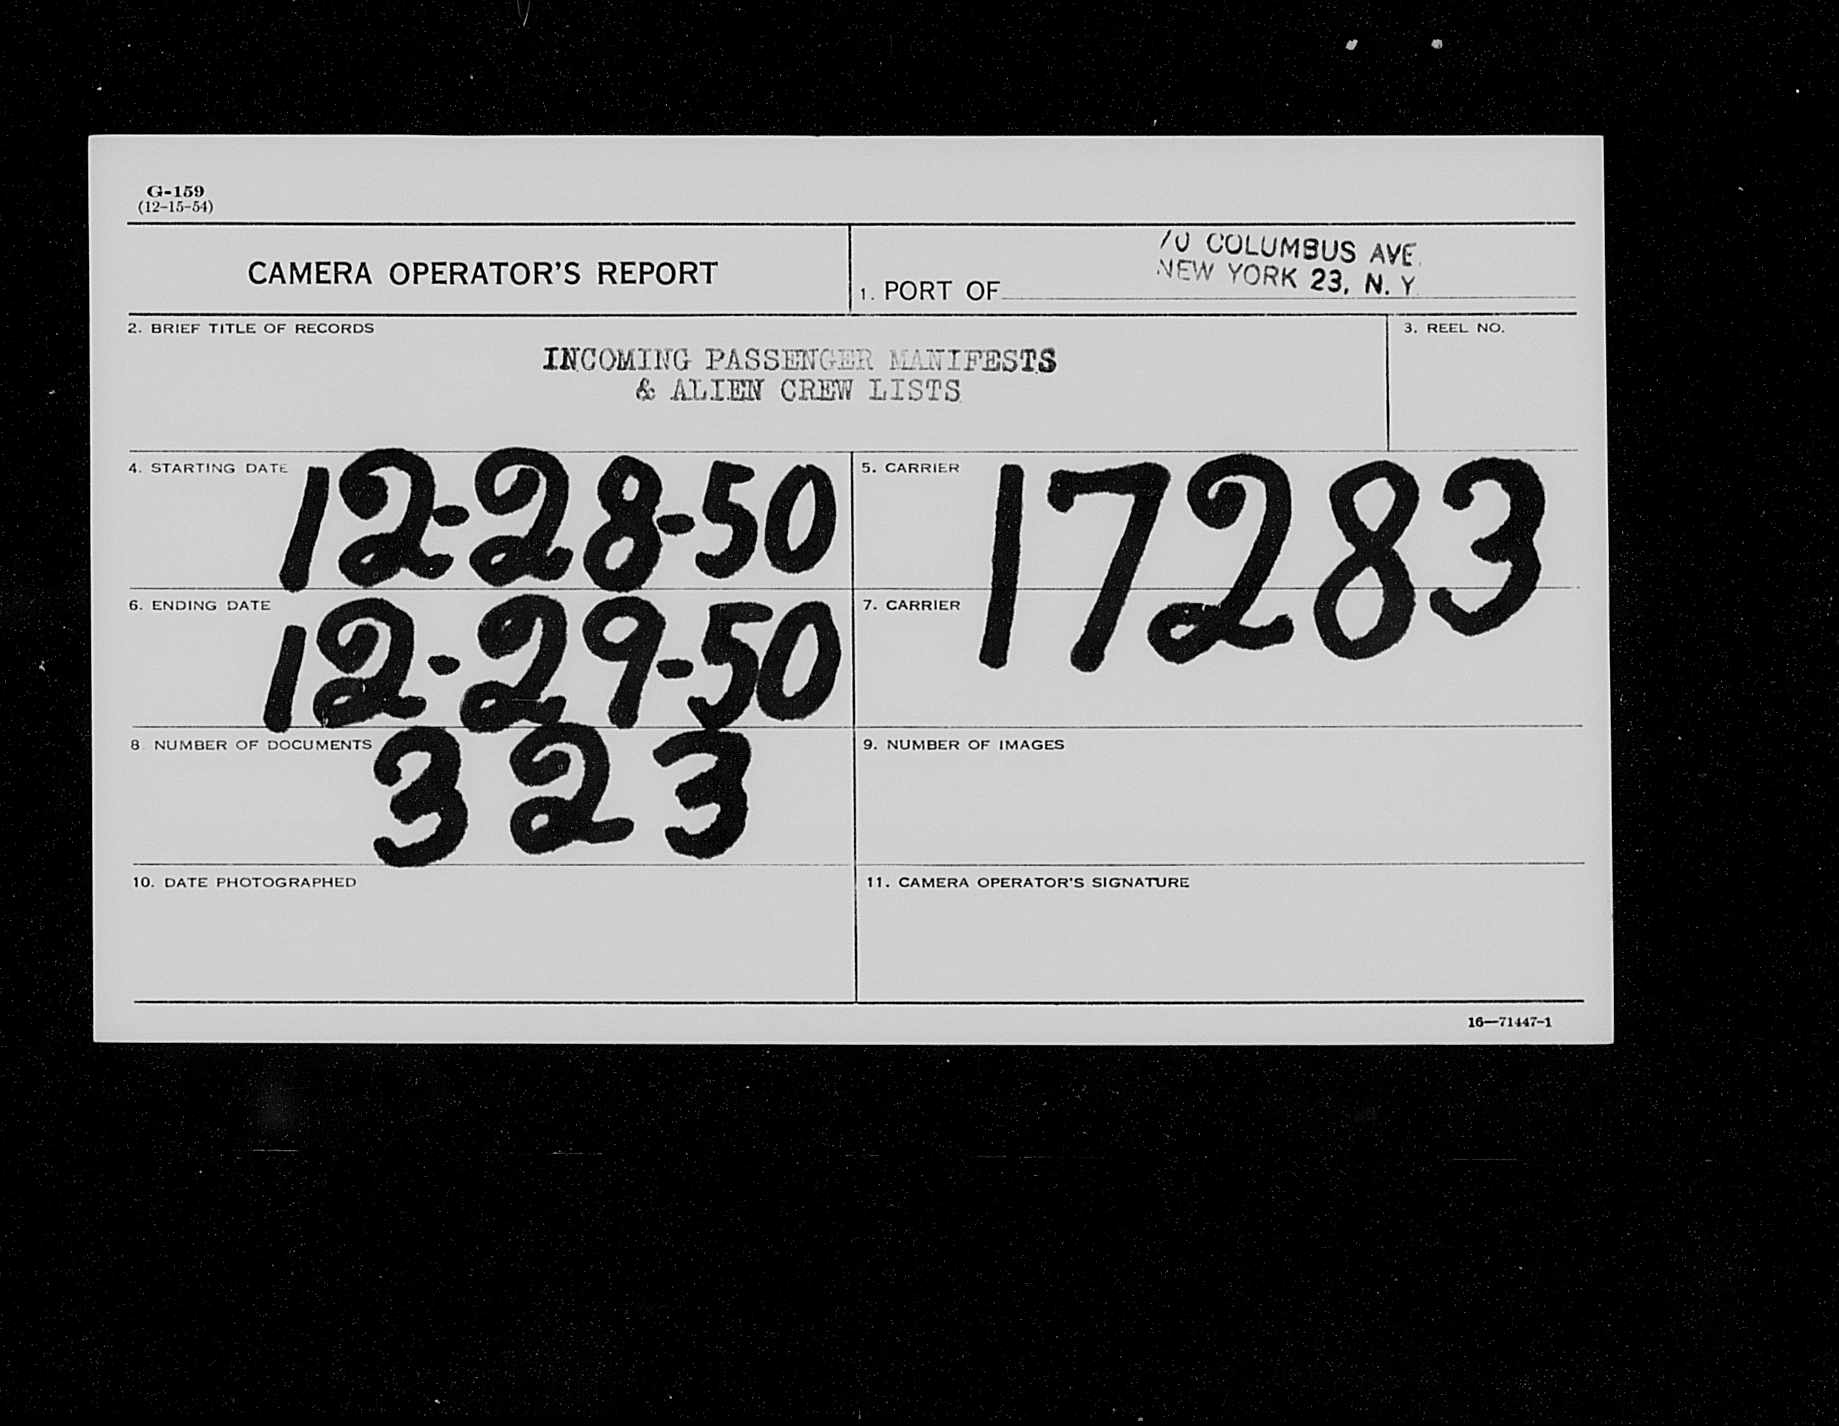 G-159
(12-15-54)
CAMERA OPERATOR'S REPORT
1. PORT OF
70 COLUMBUS AVE.
NEW YORK 23, N. Y.
2. BRIEF TITLE OF RECORDS
INCOMING PASSENGER MANIFESTS
& ALIEN CREW LISTS
3. REEL NO.
4. STARTING DATE
12-28-50
5. CARRIER
17283
6. ENDING DATE
12-29-50
7. CARRIER
8. NUMBER OF DOCUMENTS
323
9. NUMBER OF IMAGES
10. DATE PHOTOGRAPHED
11. CAMERA OPERATOR'S SIGNATURE
16—71447-1